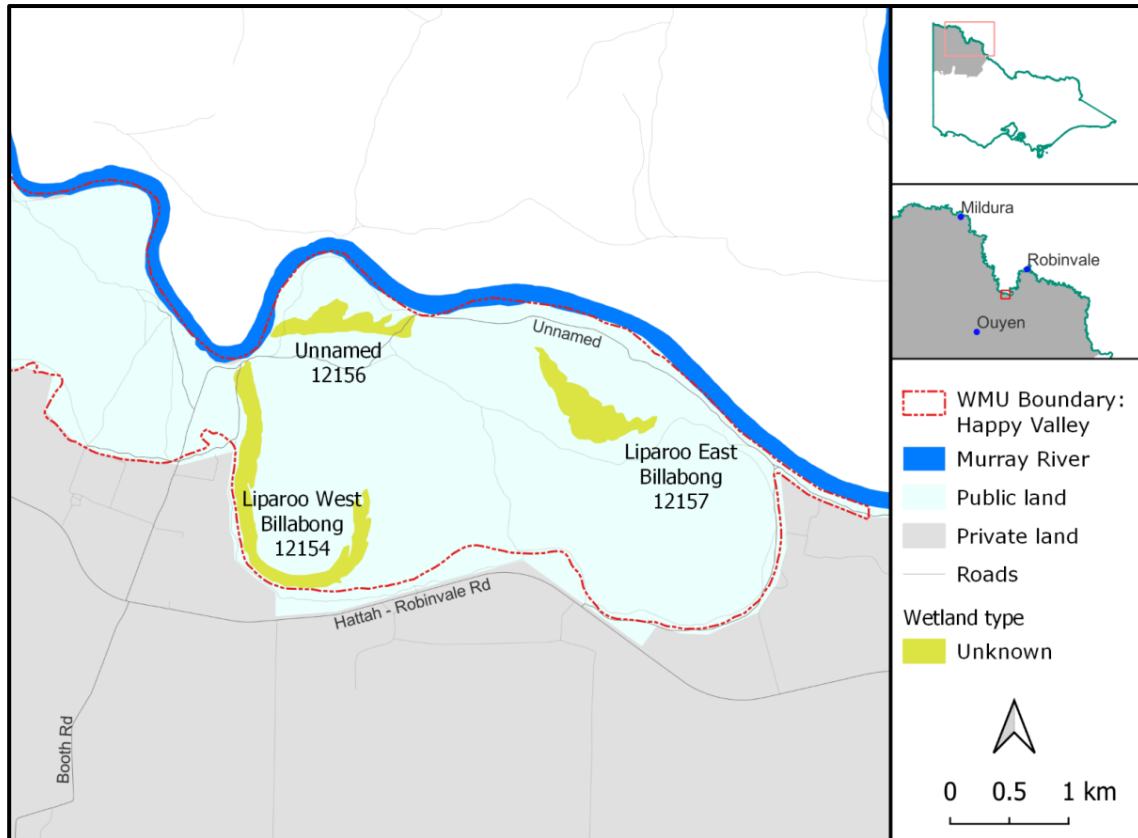 Unnamed
Unnamed
12156
Liparoo East
Billabong
12157
Liparoo West
Billabong
12154
Hattah - Robinvale Rd
Booth Rd
Mildura
Robinvale
Ouyen
WMU Boundary:
Happy Valley
Murray River
Public land
Private land
Roads
Wetland type
Unknown
0 0.5 1 km